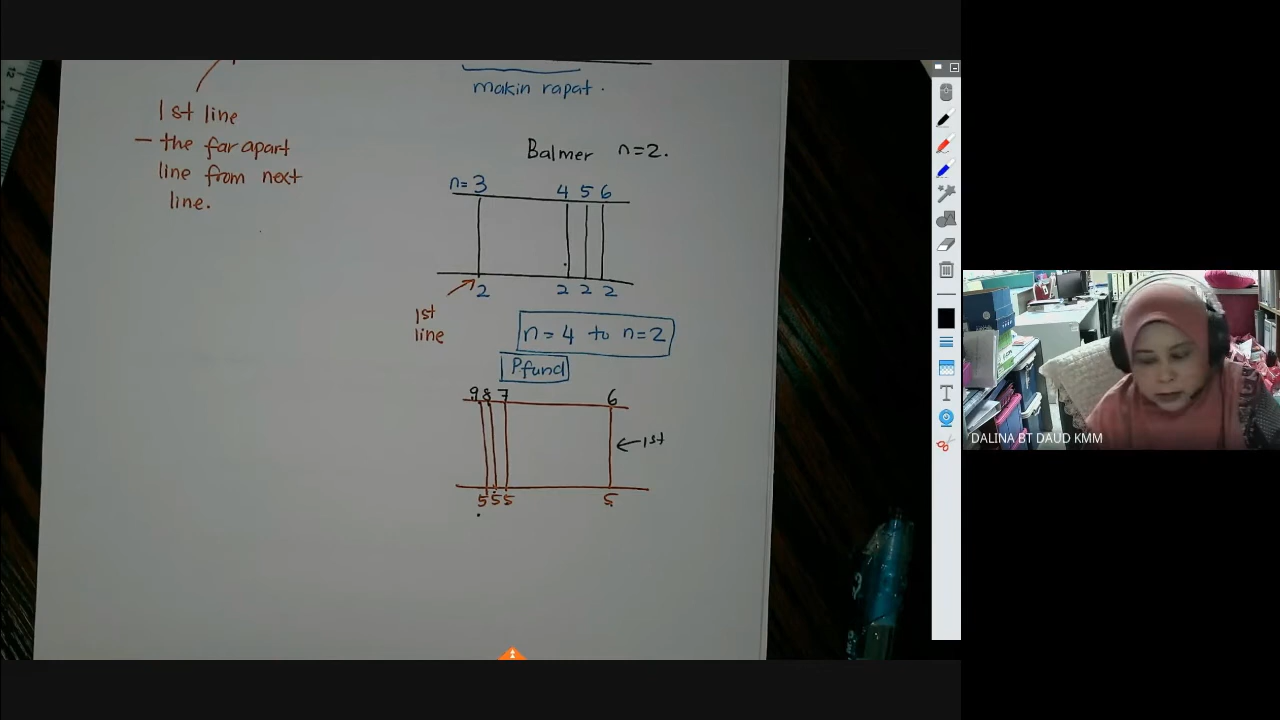 makin rapat.
1st line
– the far apart
line from next
line.
Balmer n=2.
n= 3 4 5 6
2 2 2 2
1st
line
n = 4 to n=2
Pfund
9 8 7 6
← 1st
5 5 5 5
DALINA BT DAUD KMM